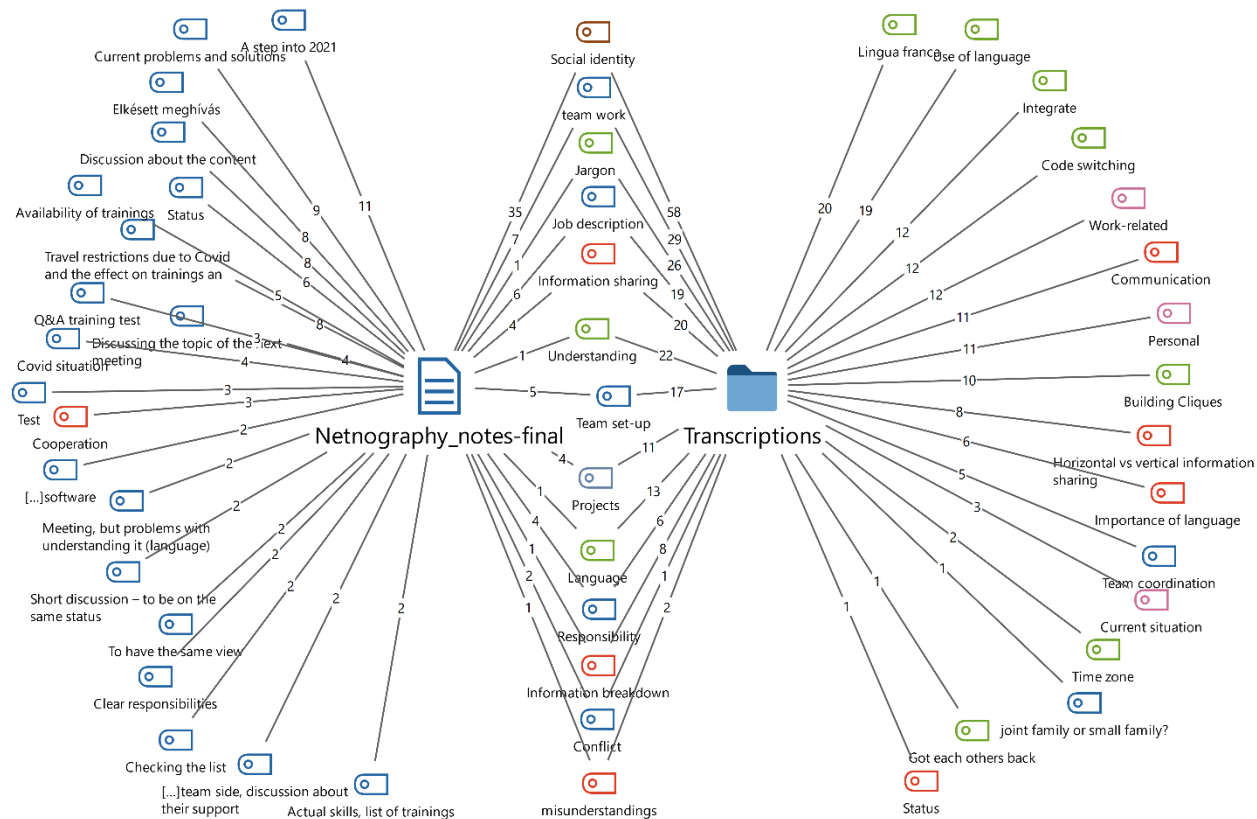 A step into 2021
Current problems and solutions
Elkésett meghívás
Discussion about the content
Availability of trainings
Status
Travel restrictions due to Covid
and the effect on trainings an
Q&A training test
Discussing the topic of the next
meeting
Covid situation
Test
Cooperation
[...]software
Meeting, but problems with
understanding it (language)
Short discussion – to be on the
same status
To have the same view
Clear responsibilities
Checking the list
[...]team side, discussion about
their support
Actual skills, list of trainings
9
11
8
8
6
5
8
3
4
4
3
3
2
2
2
2
2
2
2
2
Netnography_notes-final
Social identity
team work
Jargon
Job description
Information sharing
Understanding
Team set-up
Projects
Language
Responsibility
Information breakdown
Conflict
misunderstandings
35
7
1
6
4
1
5
4
1
4
1
2
1
58
29
26
19
20
22
17
11
13
6
8
1
2
Transcriptions
Lingua franca
Use of language
Integrate
Code switching
Work-related
Communication
Personal
Building Cliques
Horizontal vs vertical information
sharing
Importance of language
Team coordination
Current situation
Time zone
joint family or small family?
Got each others back
Status
20
19
12
12
12
11
11
10
8
6
5
3
2
1
1
1